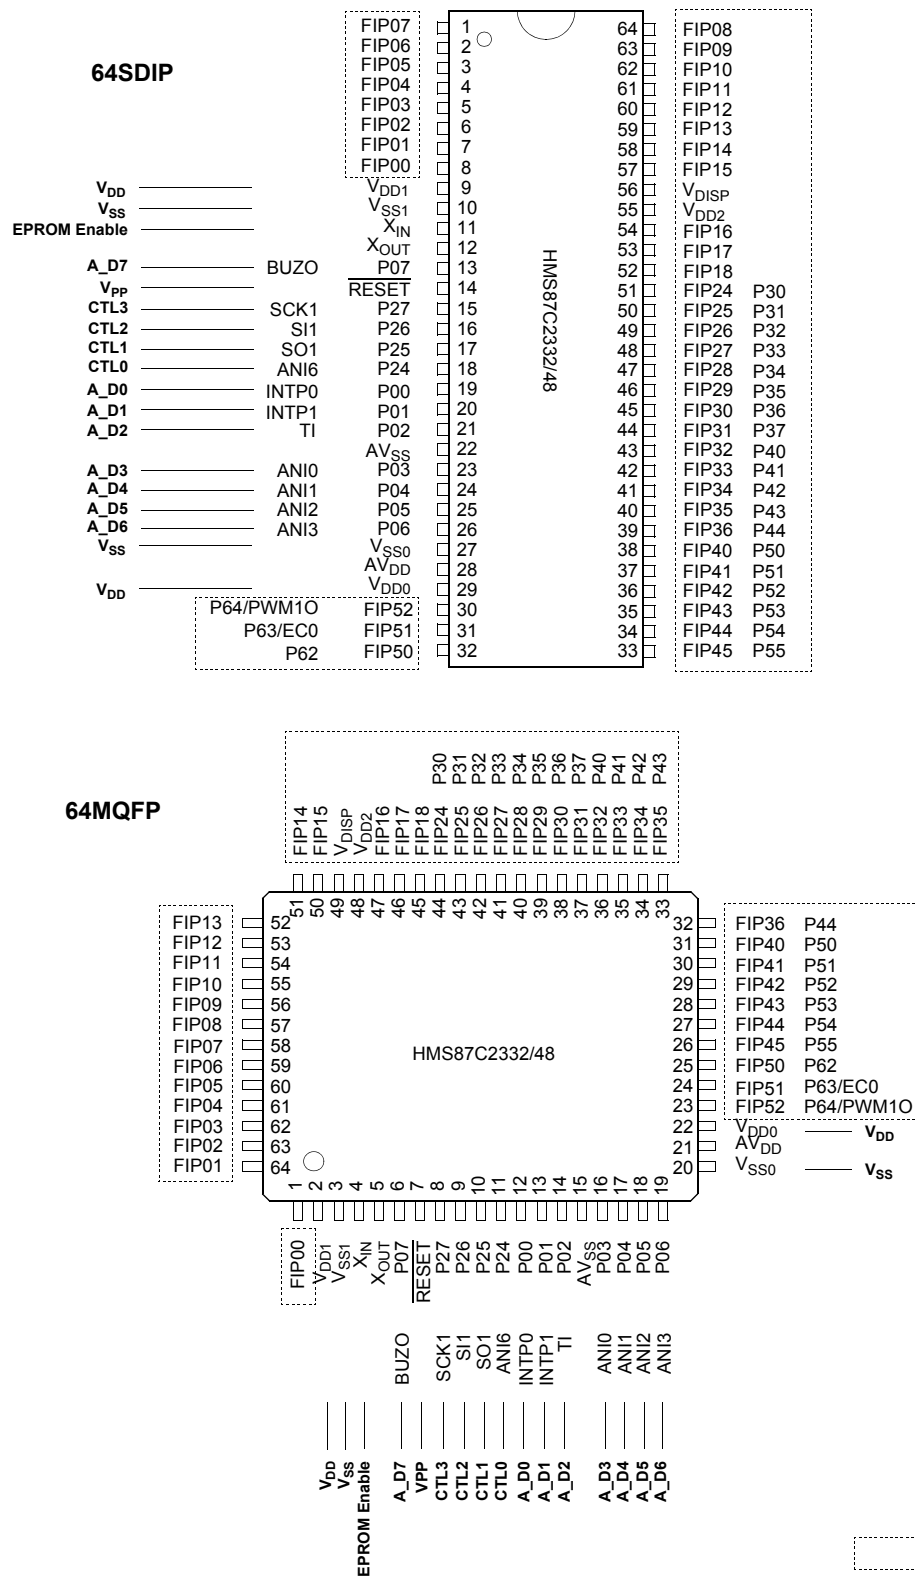 64SDIP
FIP07 1 64 FIP08
FIP06 2 63 FIP09
FIP05 3 62 FIP10
FIP04 4 61 FIP11
FIP03 5 60 FIP12
FIP02 6 59 FIP13
FIP01 7 58 FIP14
FIP00 8 57 FIP15
VDD VDD1 9 56 VDISP
VSS VSS1 10 55 VDD2
EPROM Enable XIN 11 54 FIP16
XOUT 12 53 FIP17
A_D7 BUZO P07 13 52 FIP18
VPP RESET 14 51 FIP24 P30
CTL3 SCK1 P27 15 50 FIP25 P31
CTL2 SI1 P26 16 49 FIP26 P32
CTL1 SO1 P25 17 48 FIP27 P33
CTL0 ANI6 P24 18 47 FIP28 P34
A_D0 INTP0 P00 19 46 FIP29 P35
A_D1 INTP1 P01 20 45 FIP30 P36
A_D2 TI P02 21 44 FIP31 P37
AVSS 22 43 FIP32 P40
A_D3 ANI0 P03 23 42 FIP33 P41
A_D4 ANI1 P04 24 41 FIP34 P42
A_D5 ANI2 P05 25 40 FIP35 P43
A_D6 ANI3 P06 26 39 FIP36 P44
VSS VSS0 27 38 FIP40 P50
AVDD 28 37 FIP41 P51
VDD VDD0 29 36 FIP42 P52
P64/PWM1O FIP52 30 35 FIP43 P53
P63/EC0 FIP51 31 34 FIP44 P54
P62 FIP50 32 33 FIP45 P55
HMS87C2332/48
64MQFP
P30 P31 P32 P33 P34 P35 P36 P37 P40 P41 P42 P43
FIP14 FIP15 VDISP VDD2 FIP16 FIP17 FIP18 FIP24 FIP25 FIP26 FIP27 FIP28 FIP29 FIP30 FIP31 FIP32 FIP33 FIP34 FIP35
51 50 49 48 47 46 45 44 43 42 41 40 39 38 37 36 35 34 33
FIP13 52 32 FIP36 P44
FIP12 53 31 FIP40 P50
FIP11 54 30 FIP41 P51
FIP10 55 29 FIP42 P52
FIP09 56 28 FIP43 P53
FIP08 57 27 FIP44 P54
FIP07 58 26 FIP45 P55
HMS87C2332/48
FIP06 59 25 FIP50 P62
FIP05 60 24 FIP51 P63/EC0
FIP04 61 23 FIP52 P64/PWM1O
FIP03 62 22 VDD0 VDD
FIP02 63 21 AVDD
FIP01 64 20 VSS0 VSS
1 2 3 4 5 6 7 8 9 10 11 12 13 14 15 16 17 18 19
FIP00 VDD1 VSS1 XIN XOUT P07 RESET P27 P26 P25 P24 P00 P01 P02 AVSS P03 P04 P05 P06
BUZO SCK1 SI1 SO1 ANI6 INTP0 INTP1 TI ANI0 ANI1 ANI2 ANI3
VDD VSS EPROM Enable A_D7 VPP CTL3 CTL2 CTL1 CTL0 A_D0 A_D1 A_D2 A_D3 A_D4 A_D5 A_D6